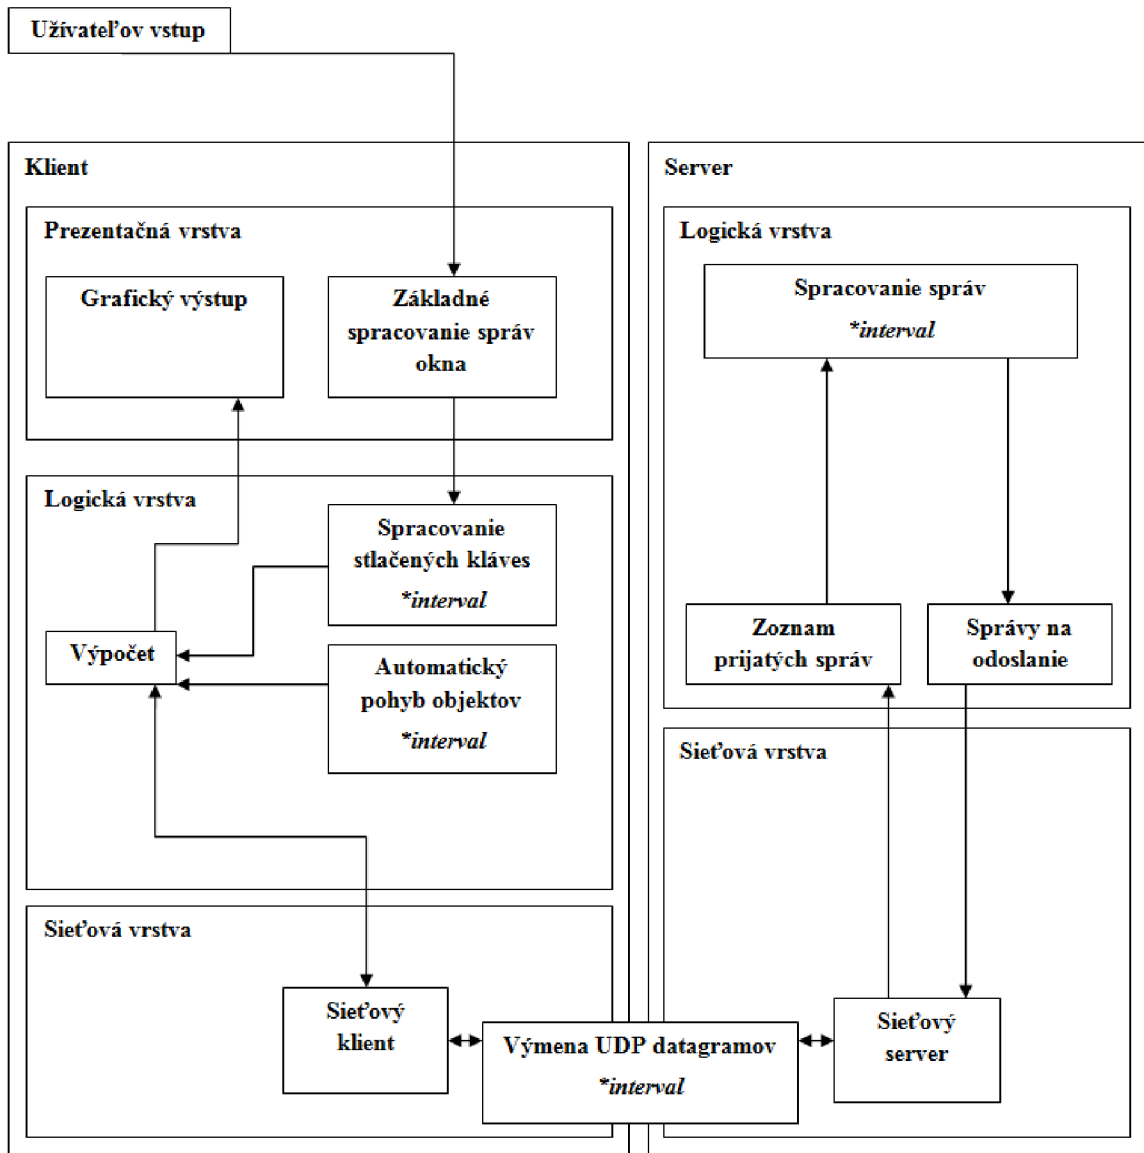 Užívateľov vstup
Klient
Prezentačná vrstva
Grafický výstup
Základné
spracovanie správ
okna
Logická vrstva
Spracovanie
stlačených kláves
*interval
Výpočet
Automatický
pohyb objektov
*interval
Sieťová vrstva
Sieťový
klient
Výmena UDP datagramov
*interval
Server
Logická vrstva
Spracovanie správ
*interval
Zoznam
prijatých správ
Správy na
odoslanie
Sieťová vrstva
Sieťový
server